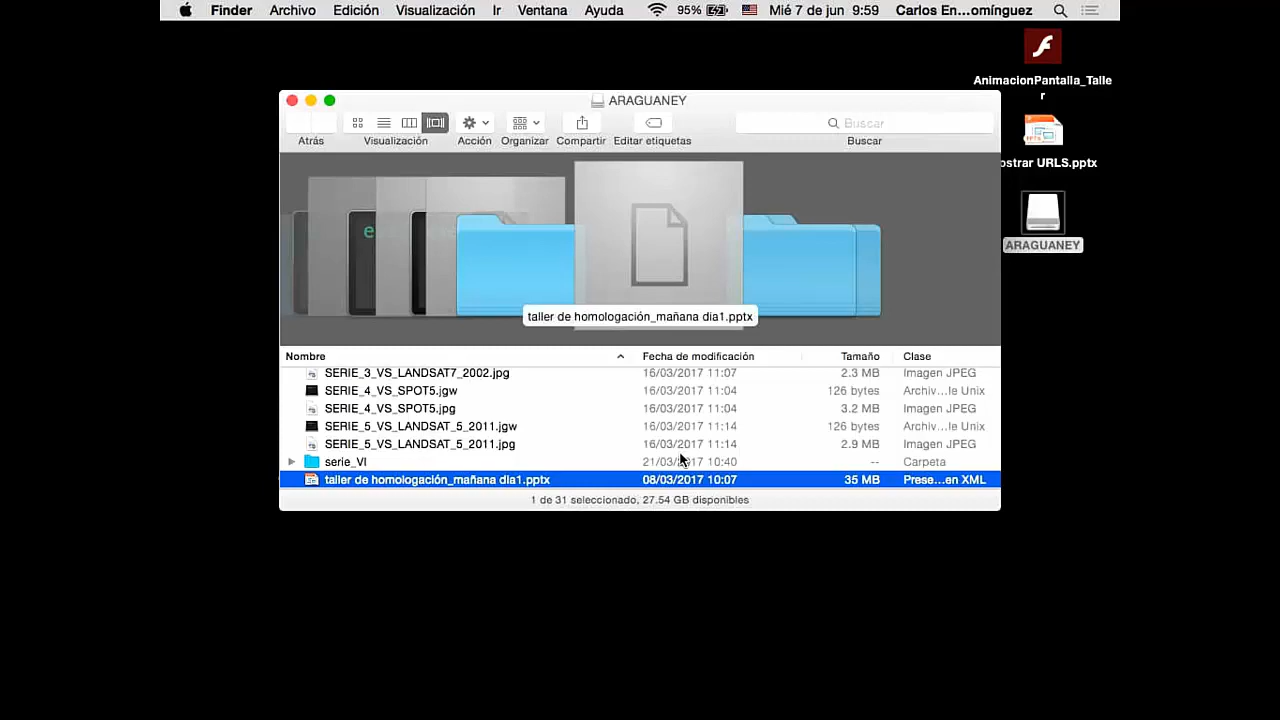 Finder Archivo Edición Visualización Ir Ventana Ayuda 95% Mié 7 de jun 9:59 Carlos En...omínguez
AnimacionPantalla_Talle
r
ostrar URLS.pptx
ARAGUANEY
ARAGUANEY
Buscar
Atrás Visualización Acción Organizar Compartir Editar etiquetas Buscar
taller de homologación_mañana dia1.pptx
Nombre Fecha de modificación Tamaño Clase
SERIE_3_VS_LANDSAT7_2002.jpg 16/03/2017 11:07 2.3 MB Imagen JPEG
SERIE_4_VS_SPOT5.jgw 16/03/2017 11:04 126 bytes Archiv...le Unix
SERIE_4_VS_SPOT5.jpg 16/03/2017 11:04 3.2 MB Imagen JPEG
SERIE_5_VS_LANDSAT_5_2011.jgw 16/03/2017 11:14 126 bytes Archiv...le Unix
SERIE_5_VS_LANDSAT_5_2011.jpg 16/03/2017 11:14 2.9 MB Imagen JPEG
serie_VI 21/03/2017 10:40 -- Carpeta
taller de homologación_mañana dia1.pptx 08/03/2017 10:07 35 MB Prese...en XML
1 de 31 seleccionado, 27.54 GB disponibles